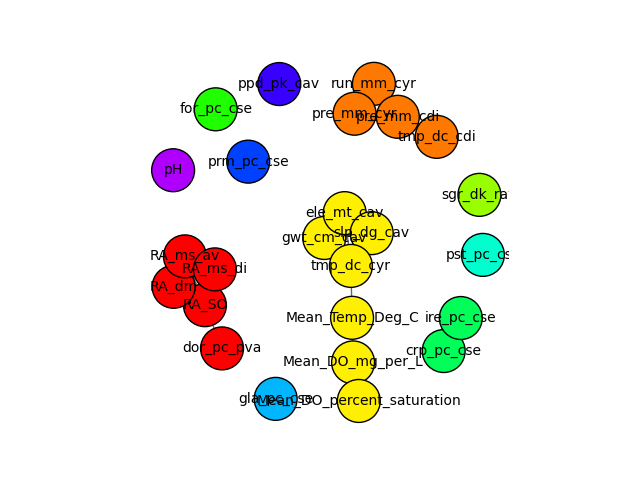 ppd_pk_cav
run_mm_cyr
for_pc_cse
pre_mm_cyr
pre_mm_cdi
tmp_dc_cdi
prm_pc_cse
pH
sgr_dk_ra
ele_mt_cav
slp_dg_cav
gwt_cm_cav
RA_ms_av
pst_pc_cs
tmp_dc_cyr
RA_ms_di
RA_dm
RA_SO
Mean_Temp_Deg_C
ire_pc_cse
dor_pc_pva
crp_pc_cse
Mean_DO_mg_per_L
gla_pc_cse
Mean_DO_percent_saturation